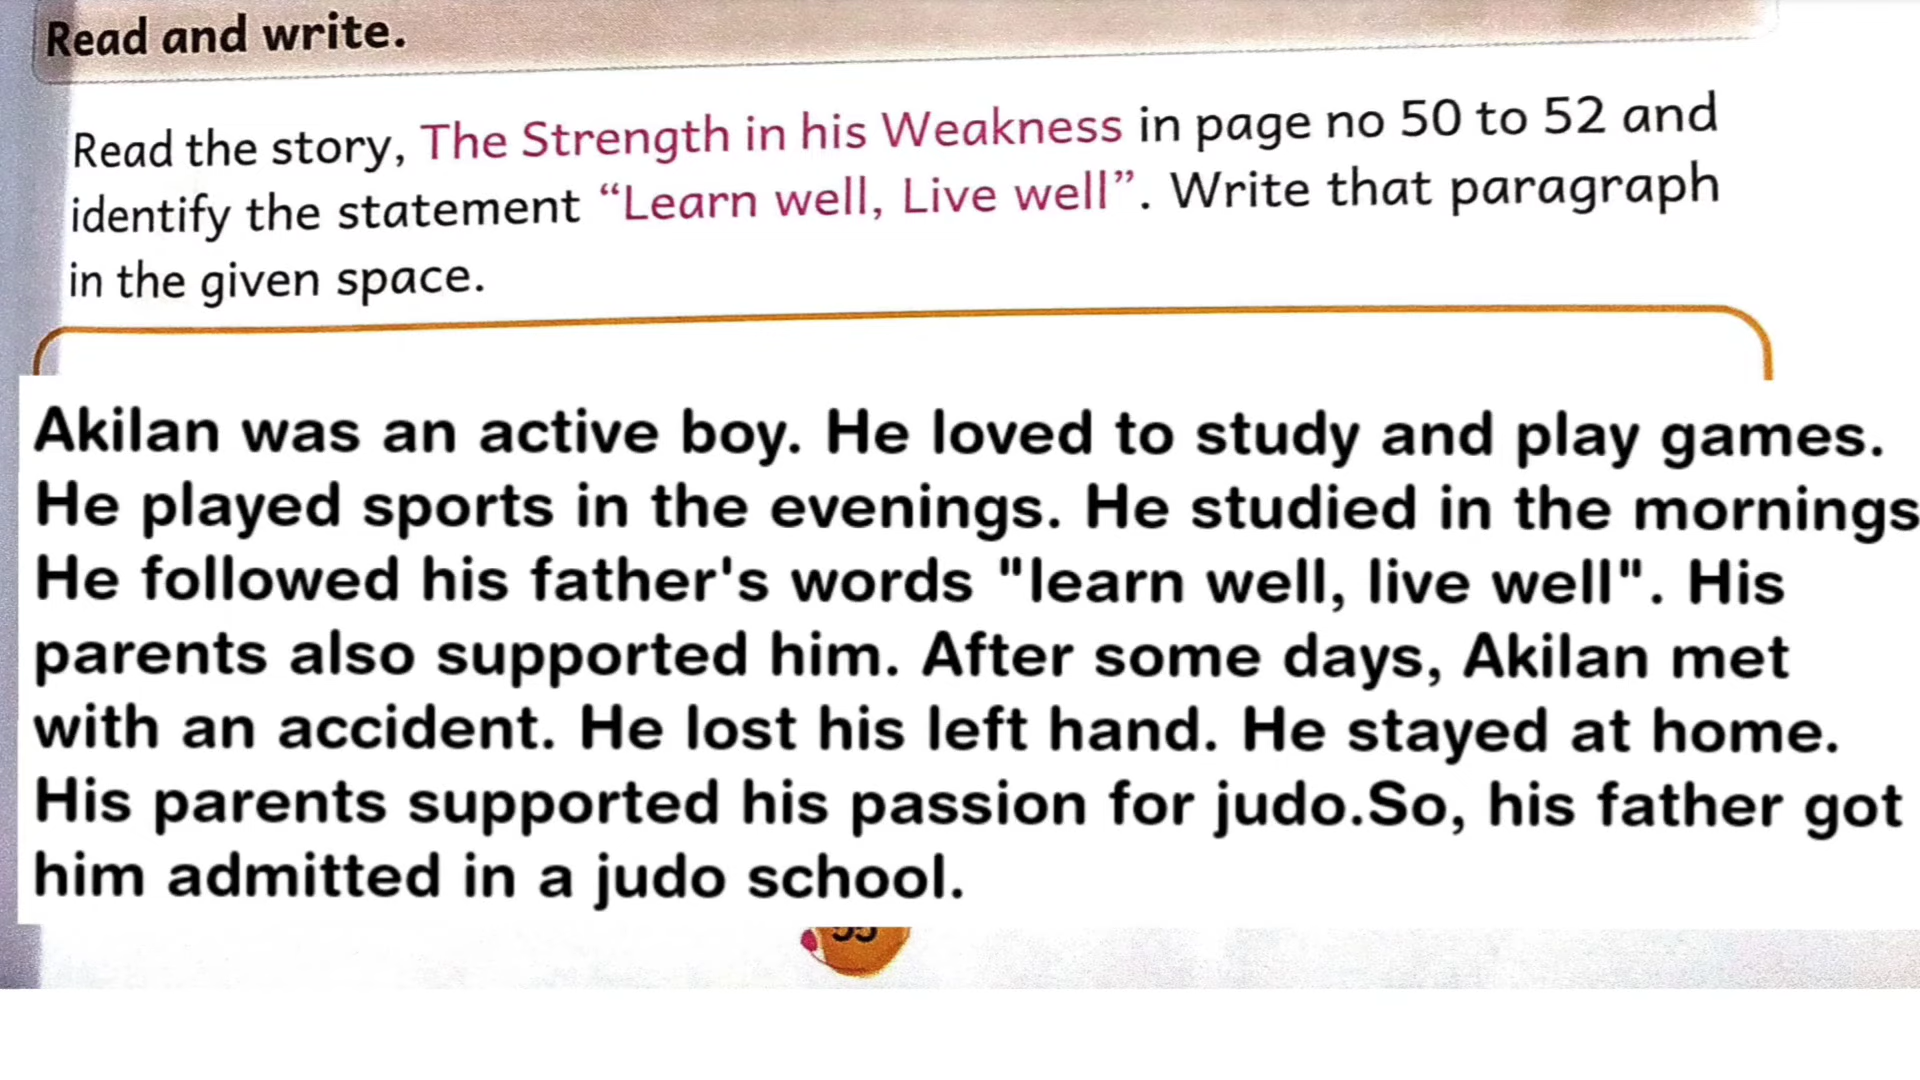 Read and write.
Read the story, The Strength in his Weakness in page no 50 to 52 and
identify the statement “Learn well, Live well”. Write that paragraph
in the given space.
Akilan was an active boy. He loved to study and play games.
He played sports in the evenings. He studied in the mornings
He followed his father's words "learn well, live well". His
parents also supported him. After some days, Akilan met
with an accident. He lost his left hand. He stayed at home.
His parents supported his passion for judo.So, his father got
him admitted in a judo school.